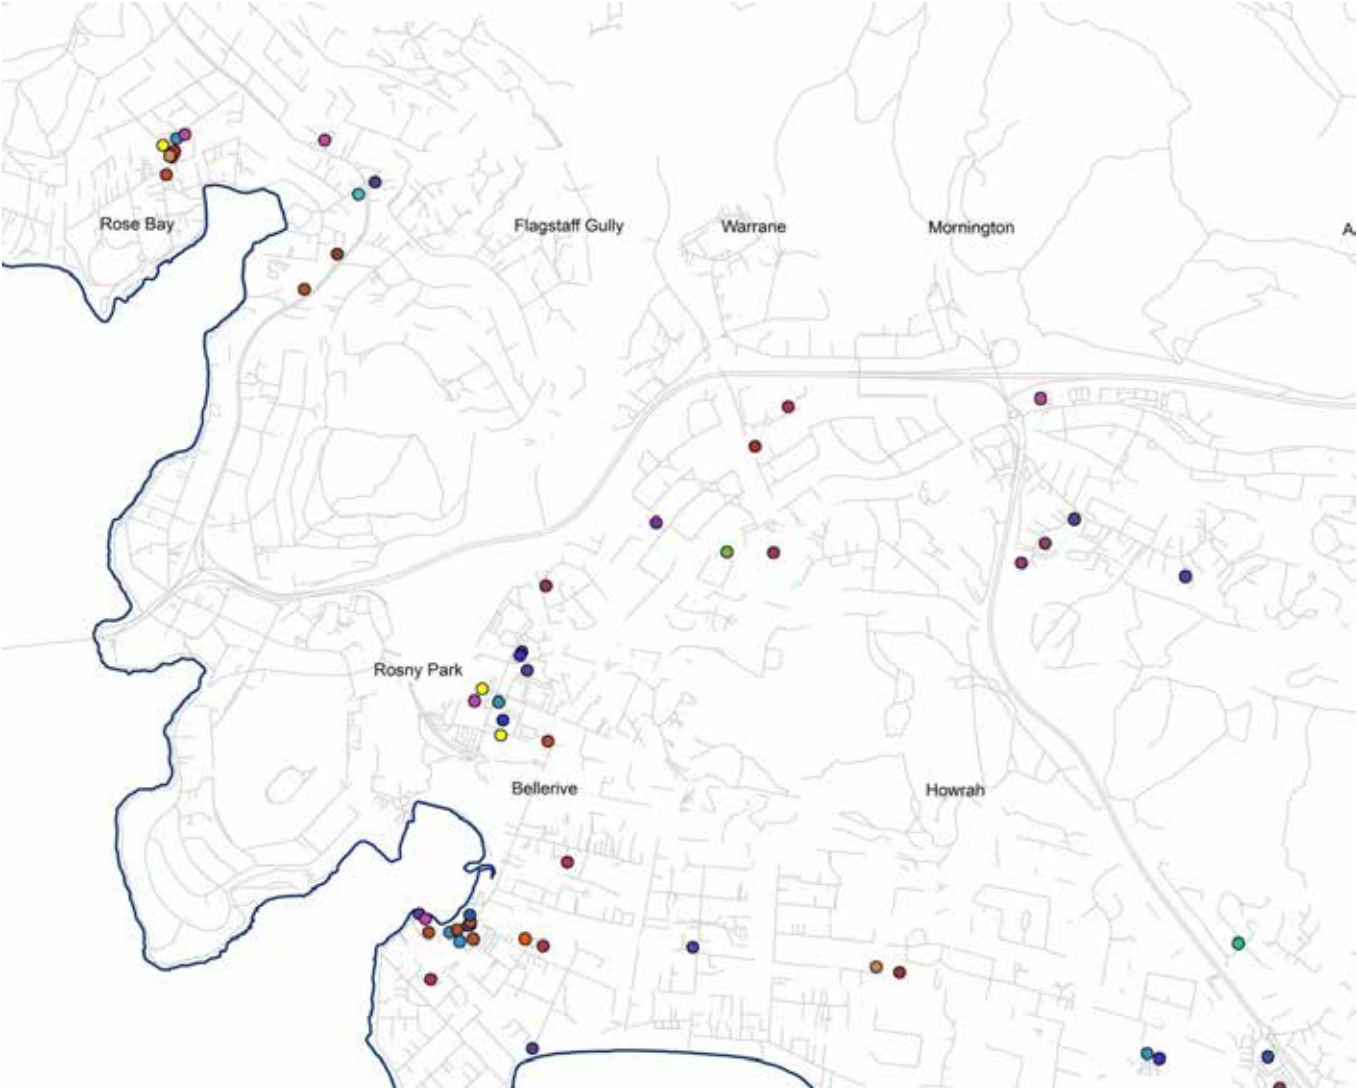 Rose Bay
Flagstaff Gully
Warrane
Mornington
Rosny Park
Bellerive
Howrah